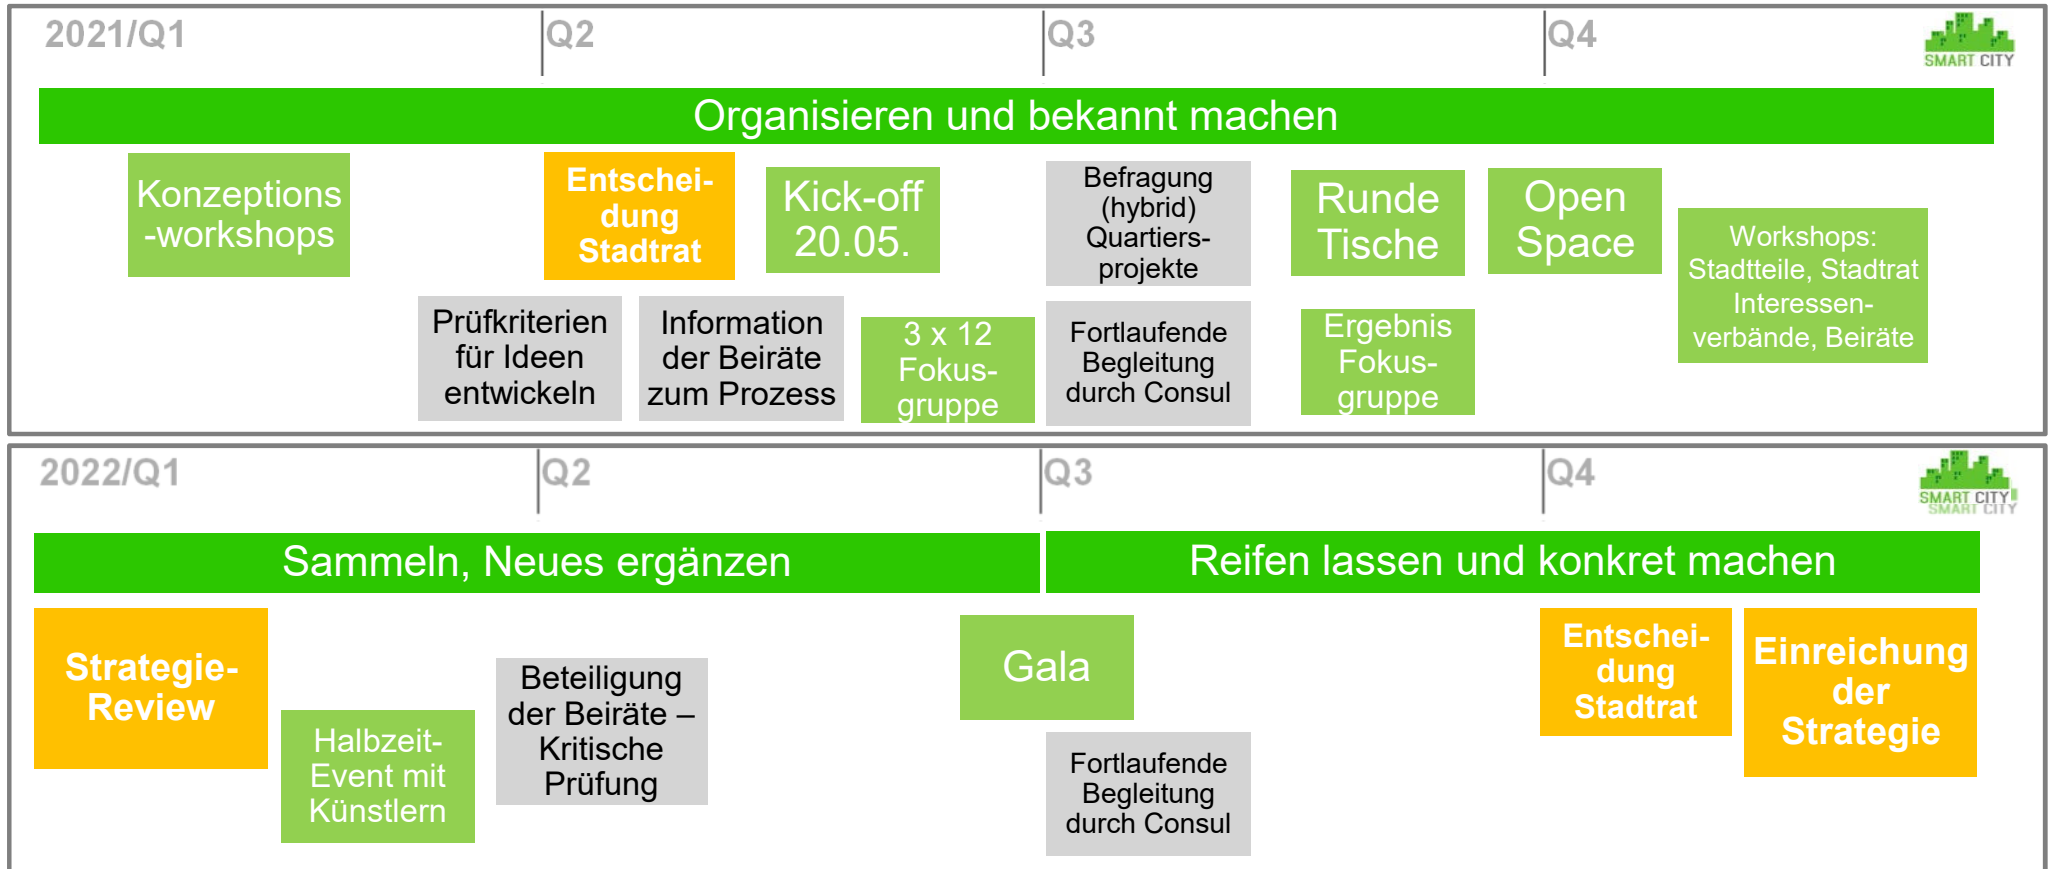 2021/Q1
Q2
Q3
Q4
SMART CITY
Organisieren und bekannt machen
Konzeptions
-workshops
Entschei-
dung
Stadtrat
Kick-off
20.05.
Befragung
(hybrid)
Quartiers-
projekte
Runde
Tische
Open
Space
Workshops:
Stadtteile, Stadtrat
Interessen-
verbände, Beiräte
Prüfkriterien
für Ideen
entwickeln
Information
der Beiräte
zum Prozess
3 x 12
Fokus-
gruppe
Fortlaufende
Begleitung
durch Consul
Ergebnis
Fokus-
gruppe
2022/Q1
Q2
Q3
Q4
SMART CITY
SMART CITY
Sammeln, Neues ergänzen
Reifen lassen und konkret machen
Strategie-
Review
Halbzeit-
Event mit
Künstlern
Beteiligung
der Beiräte –
Kritische
Prüfung
Gala
Fortlaufende
Begleitung
durch Consul
Entschei-
dung
Stadtrat
Einreichung
der
Strategie